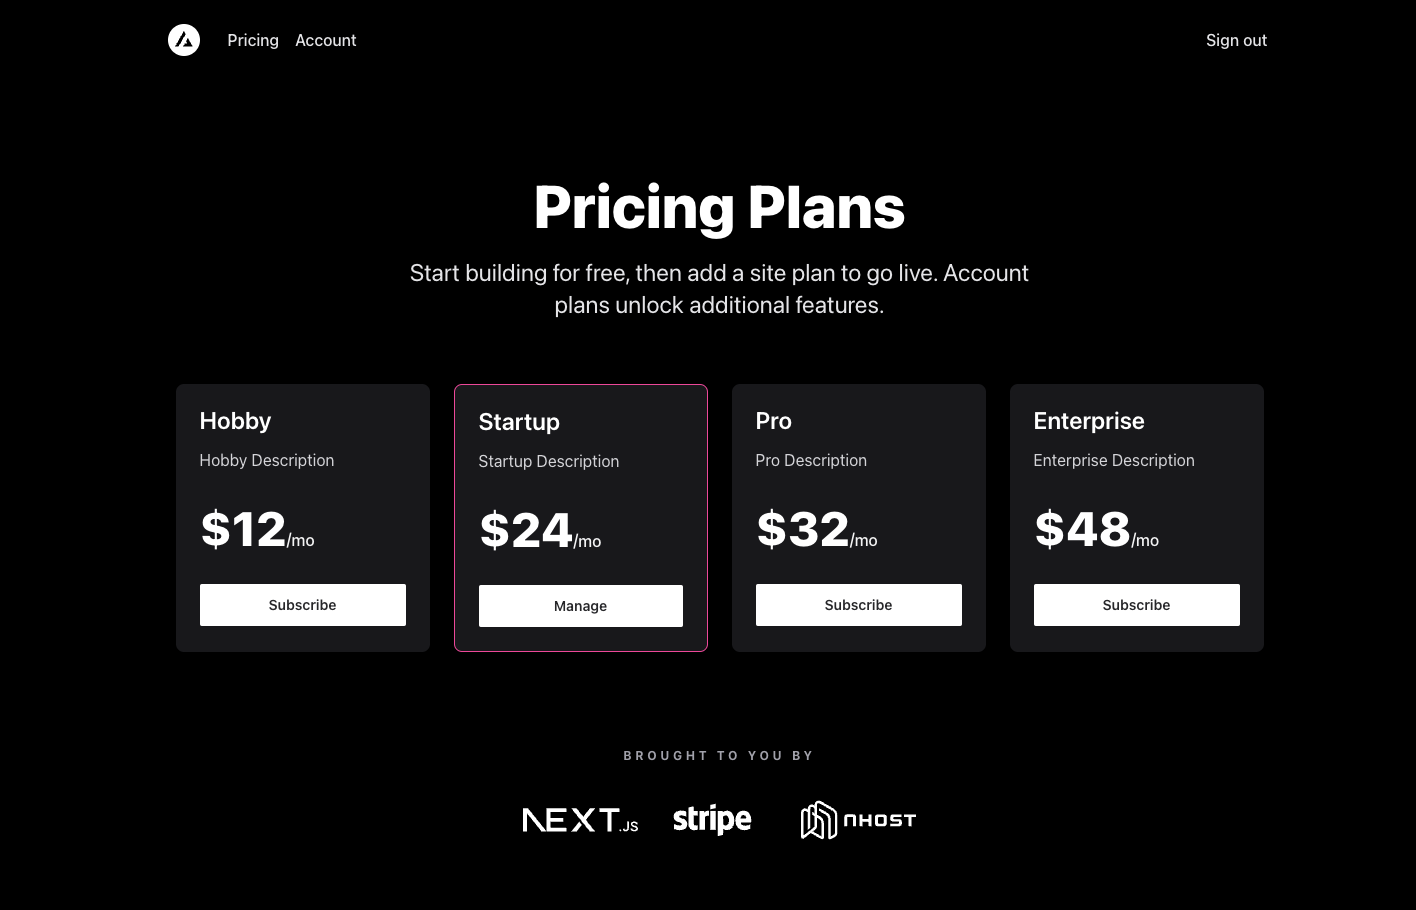 Pricing Account Sign out
Pricing Plans
Start building for free, then add a site plan to go live. Account
plans unlock additional features.
Hobby
Hobby Description
$12/mo
Subscribe
Startup
Startup Description
$24/mo
Manage
Pro
Pro Description
$32/mo
Subscribe
Enterprise
Enterprise Description
$48/mo
Subscribe
BROUGHT TO YOU BY
NEXT.JS stripe NHOST